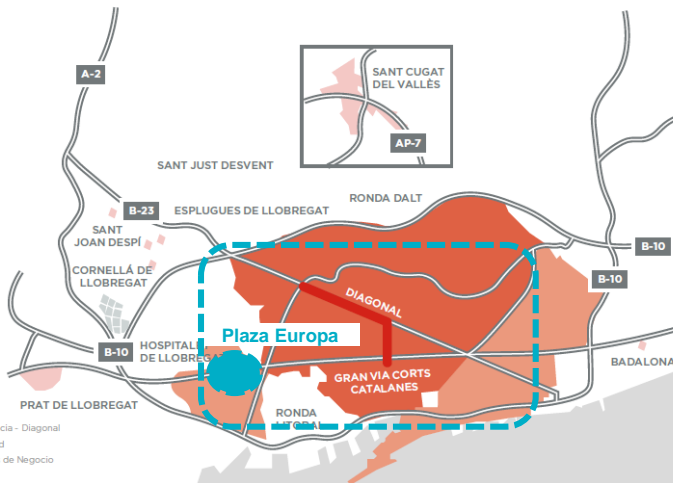 A-2
SANT CUGAT
DEL VALLÈS
AP-7
SANT JUST DESVENT
RONDA DALT
B-23
ESPLUGUES DE LLOBREGAT
SANT
JOAN DESPÍ
B-10
CORNELLÁ DE
LLOBREGAT
B-10
DIAGONAL
Plaza Europa
B-10
HOSPITALET
DE LLOBREGAT
BADALONA
GRAN VIA CORTS
CATALANES
PRAT DE LLOBREGAT
RONDA
LITORAL
cia - Diagonal
d
de Negocio